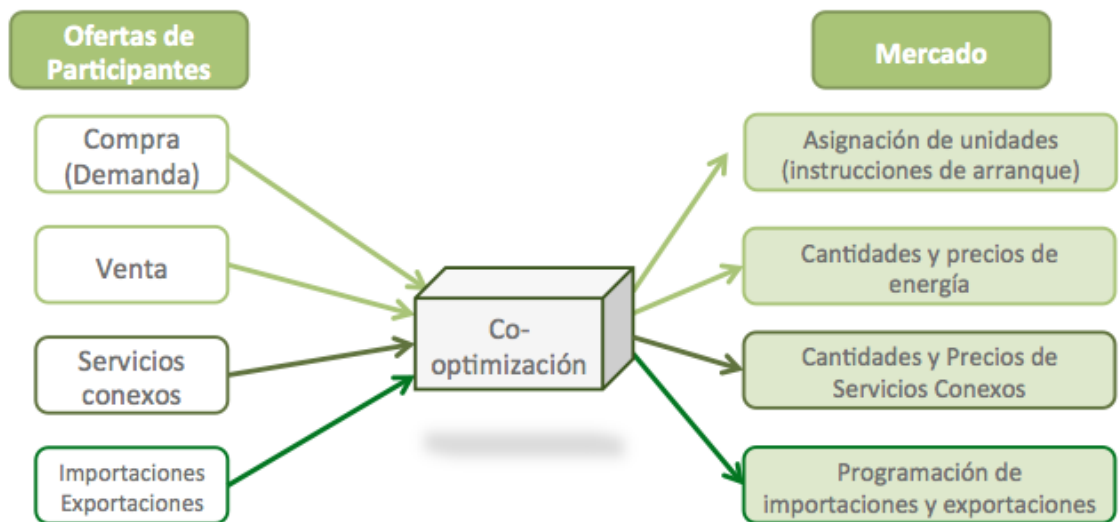 Ofertas de
Participantes
Compra
(Demanda)
Venta
Servicios
conexos
Importaciones
Exportaciones
Co-
optimización
Mercado
Asignación de unidades
(instrucciones de arranque)
Cantidades y precios de
energía
Cantidades y Precios de
Servicios Conexos
Programación de
importaciones y exportaciones